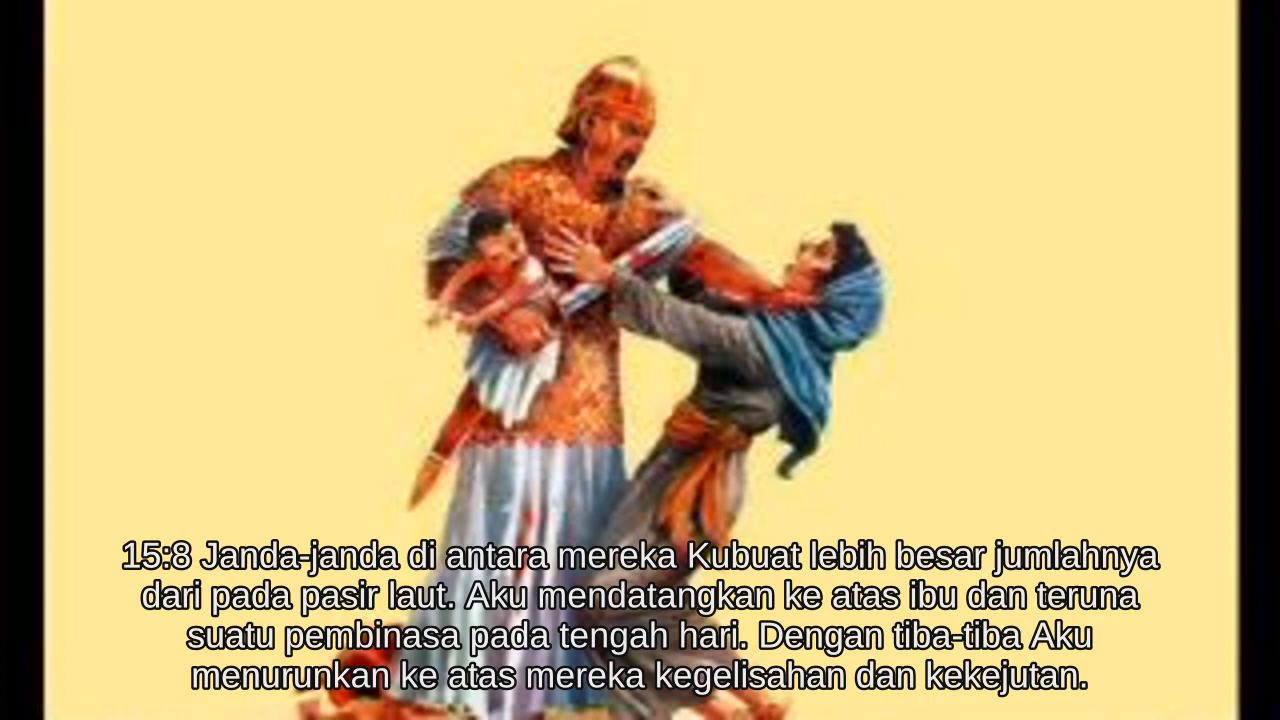 15:8 Janda-janda di antara mereka Kubuat lebih besar jumlahnya
dari pada pasir laut. Aku mendatangkan ke atas ibu dan teruna
suatu pembinasa pada tengah hari. Dengan tiba-tiba Aku
menurunkan ke atas mereka kegelisahan dan kekejutan.